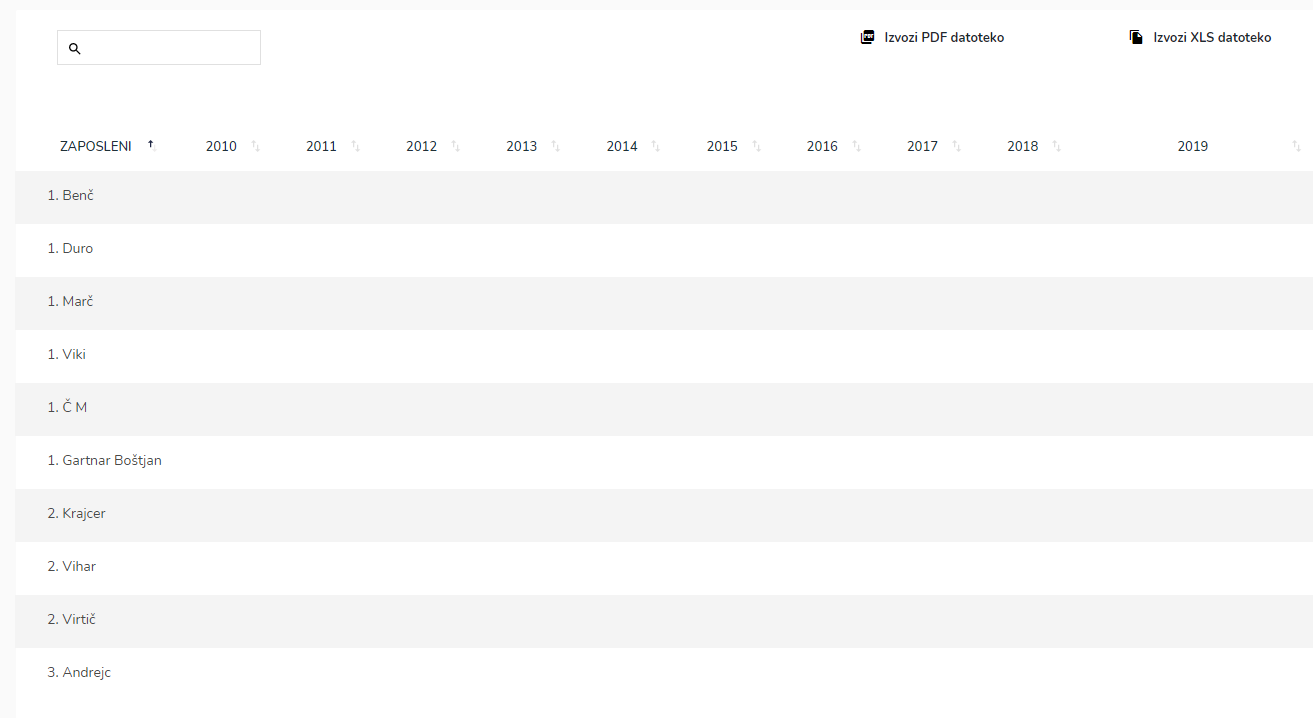 Izvozi PDF datoteko Izvozi XLS datoteko
ZAPOSLENI 2010 2011 2012 2013 2014 2015 2016 2017 2018 2019
1. Benč
1. Duro
1. Marč
1. Viki
1. Č M
1. Gartnar Boštjan
2. Krajcer
2. Vihar
2. Virtič
3. Andrejc